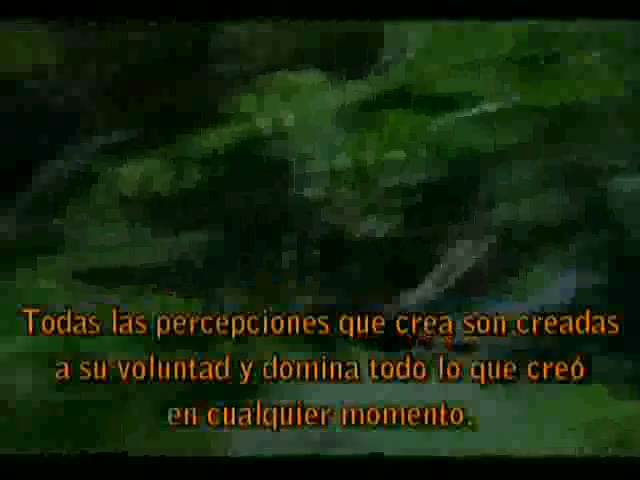 Todas las percepciones que crea son creadas
a su voluntad y domina todo lo que creó
en cualquier momento.